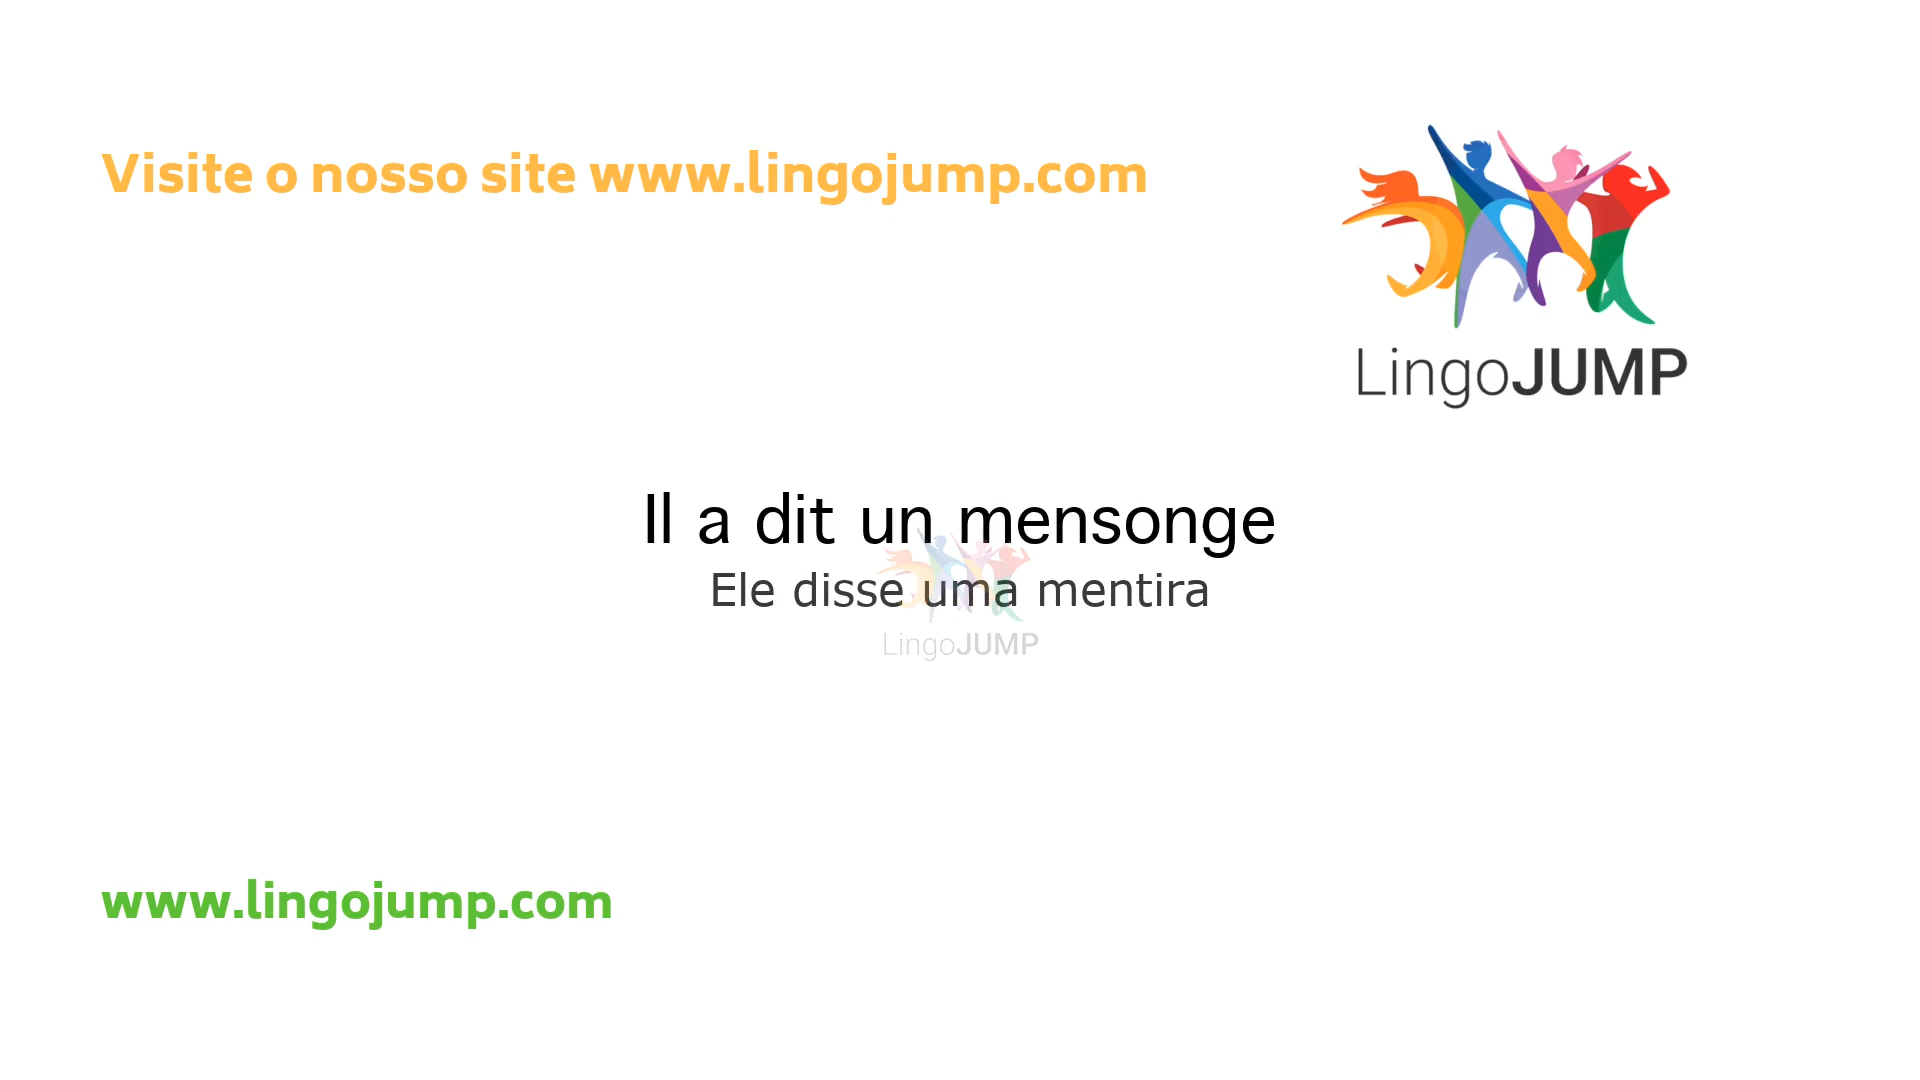 Visite o nosso site www.lingojump.com
LingoJUMP
Il a dit un mensonge
Ele disse uma mentira
LingoJUMP
www.lingojump.com